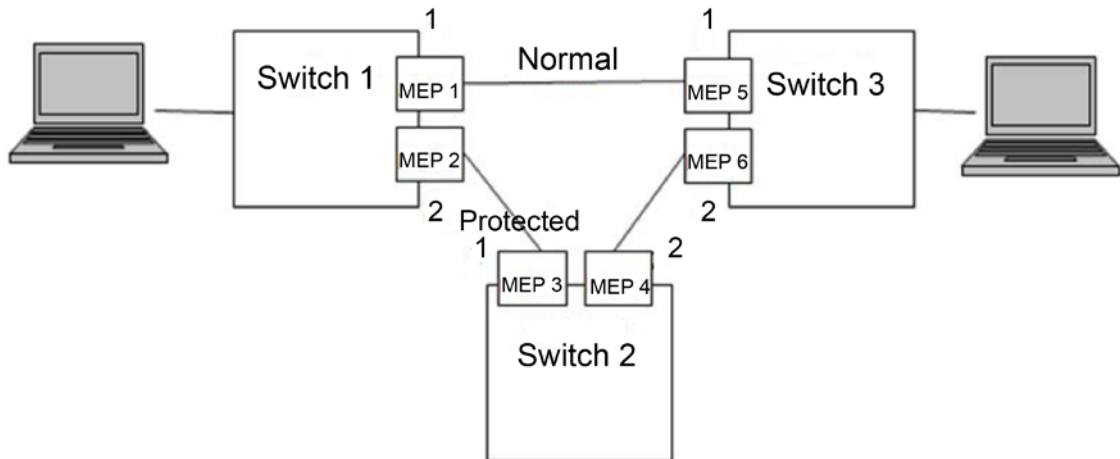 1
1
Normal
Switch 1
MEP 1
MEP 5
Switch 3
MEP 2
MEP 6
2
2
Protected
1
2
MEP 3
MEP 4
Switch 2